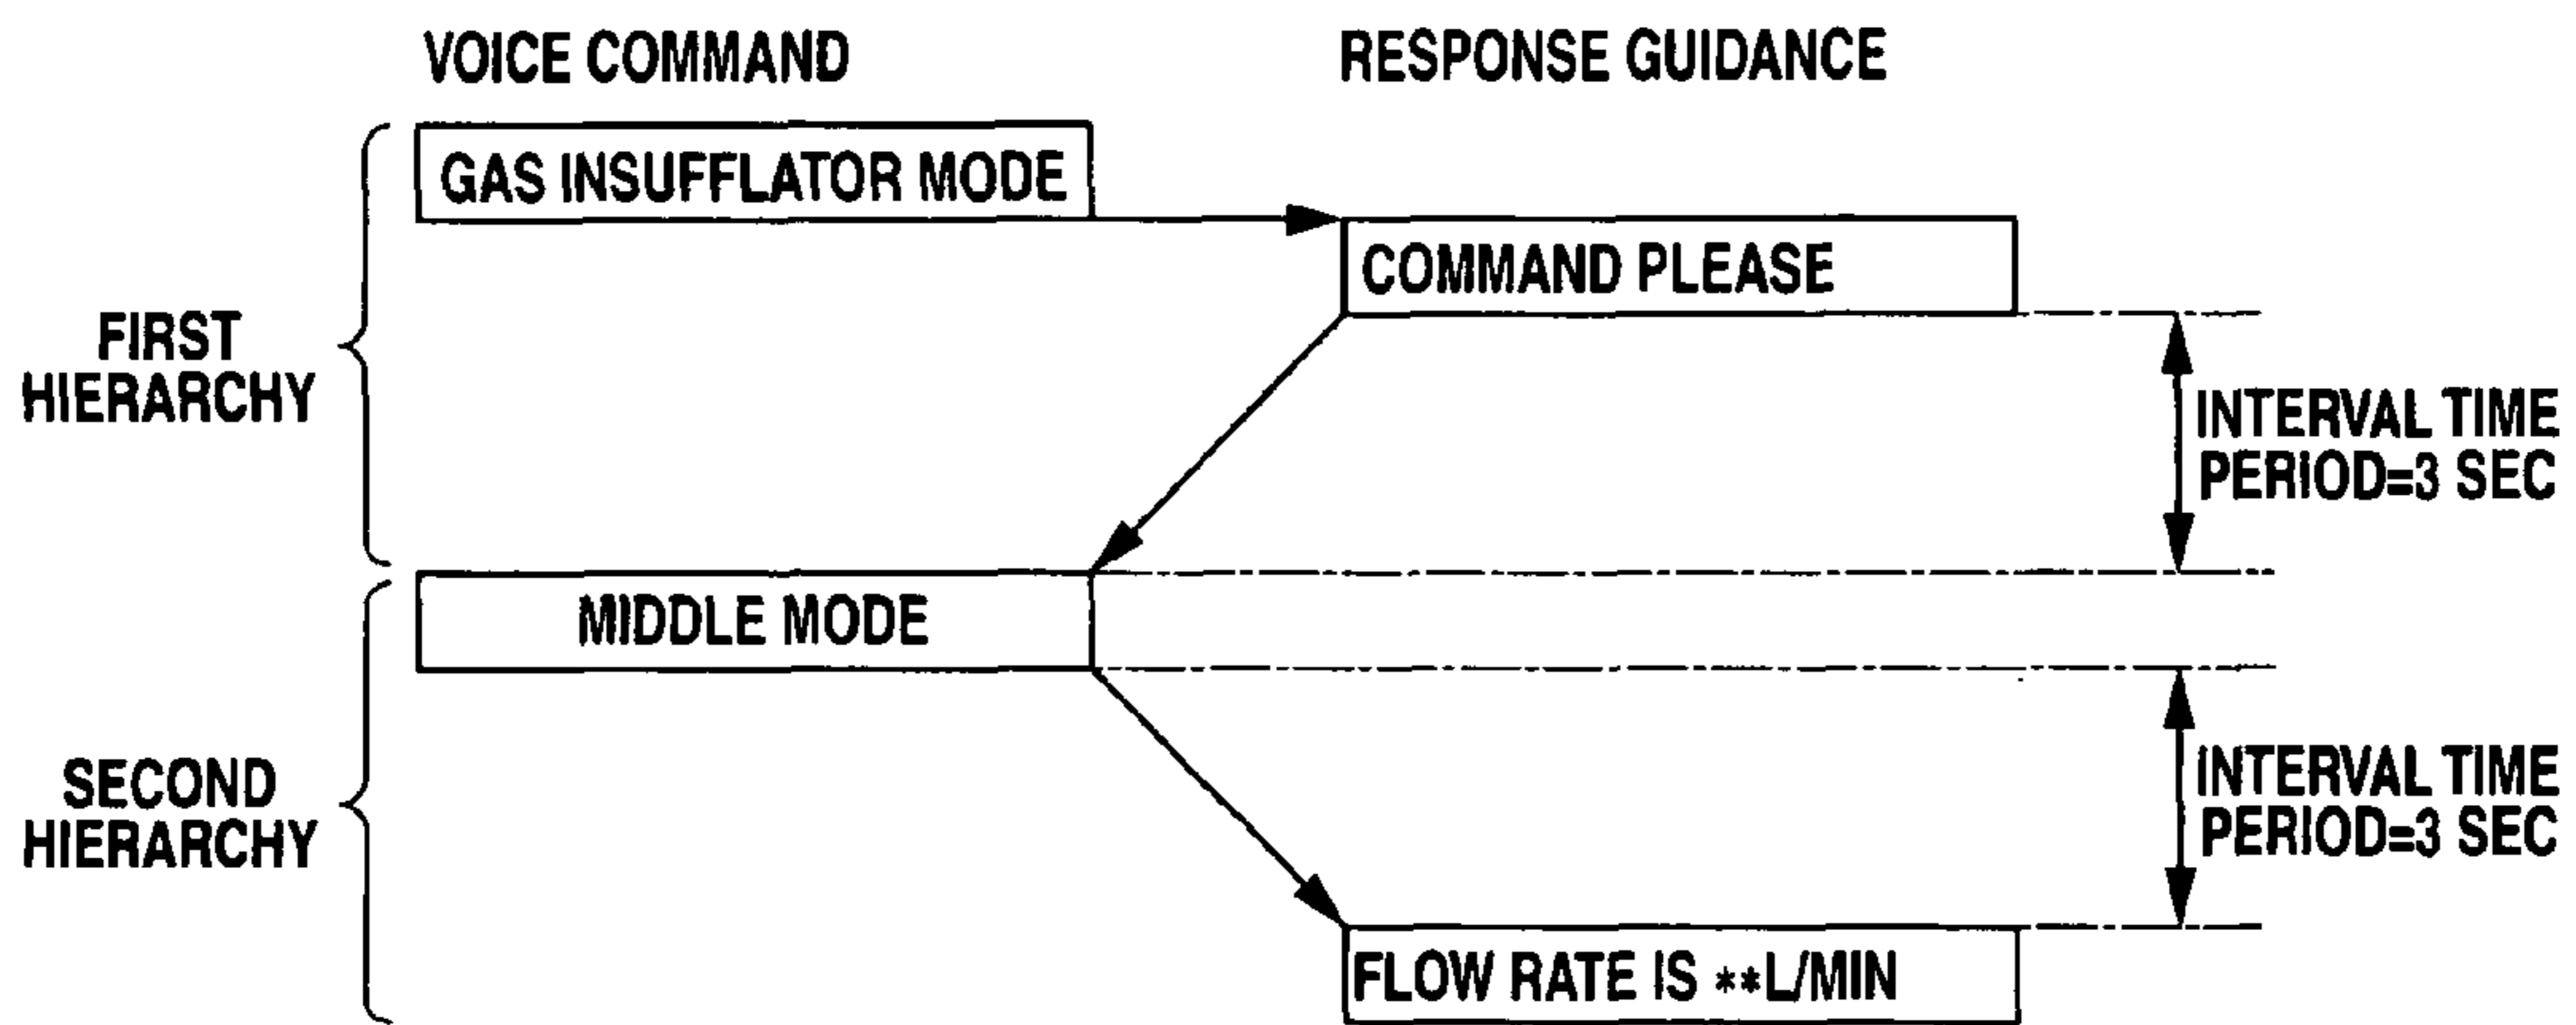 VOICE COMMAND
RESPONSE GUIDANCE
GAS INSUFFLATOR MODE
COMMAND PLEASE
FIRST
HIERARCHY
INTERVAL TIME
PERIOD=3 SEC
MIDDLE MODE
SECOND
HIERARCHY
INTERVAL TIME
PERIOD=3 SEC
FLOW RATE IS **L/MIN